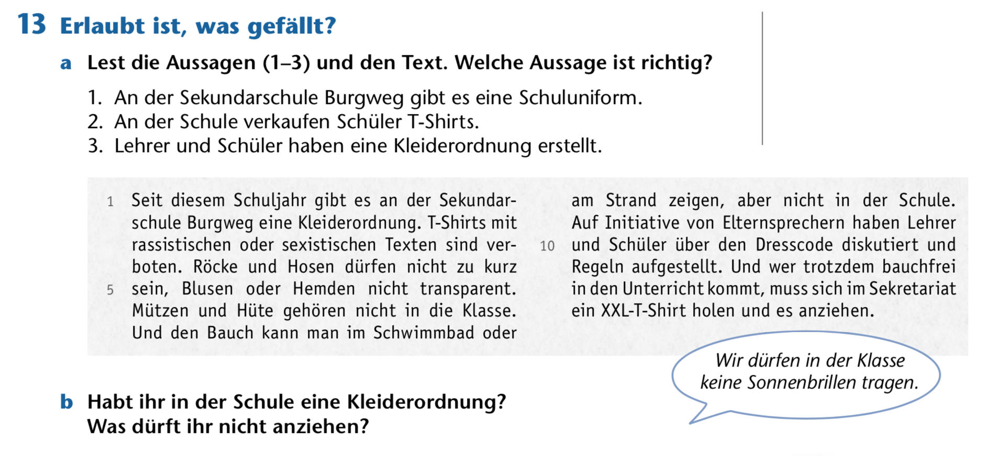 13 Erlaubt ist, was gefällt?
a Lest die Aussagen (1–3) und den Text. Welche Aussage ist richtig?
1. An der Sekundarschule Burgweg gibt es eine Schuluniform.
2. An der Schule verkaufen Schüler T-Shirts.
3. Lehrer und Schüler haben eine Kleiderordnung erstellt.
1 Seit diesem Schuljahr gibt es an der Sekundar-
schule Burgweg eine Kleiderordnung. T-Shirts mit
rassistischen oder sexistischen Texten sind ver-
boten. Röcke und Hosen dürfen nicht zu kurz
5 sein, Blusen oder Hemden nicht transparent.
Mützen und Hüte gehören nicht in die Klasse.
Und den Bauch kann man im Schwimmbad oder
am Strand zeigen, aber nicht in der Schule.
Auf Initiative von Elternsprechern haben Lehrer
10 und Schüler über den Dresscode diskutiert und
Regeln aufgestellt. Und wer trotzdem bauchfrei
in den Unterricht kommt, muss sich im Sekretariat
ein XXL-T-Shirt holen und es anziehen.
Wir dürfen in der Klasse
keine Sonnenbrillen tragen.
b Habt ihr in der Schule eine Kleiderordnung?
Was dürft ihr nicht anziehen?